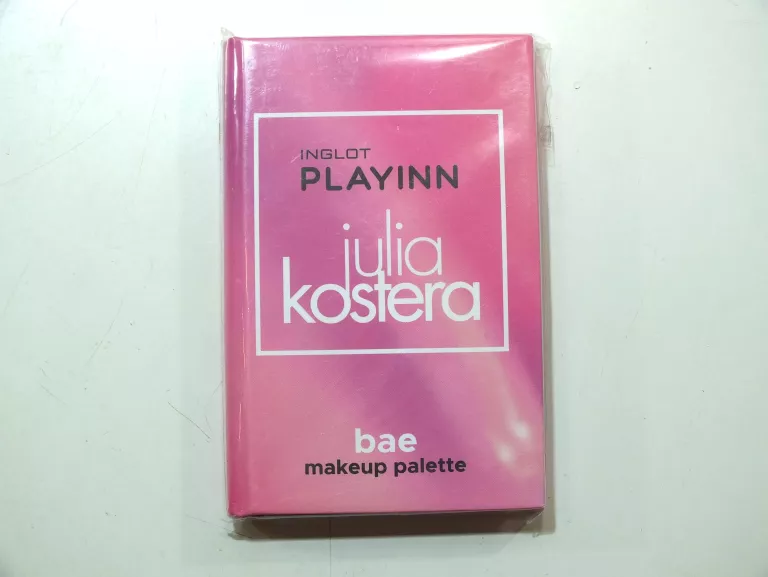 INGLOT
PLAYINN
julia
kostera
bae
makeup palette